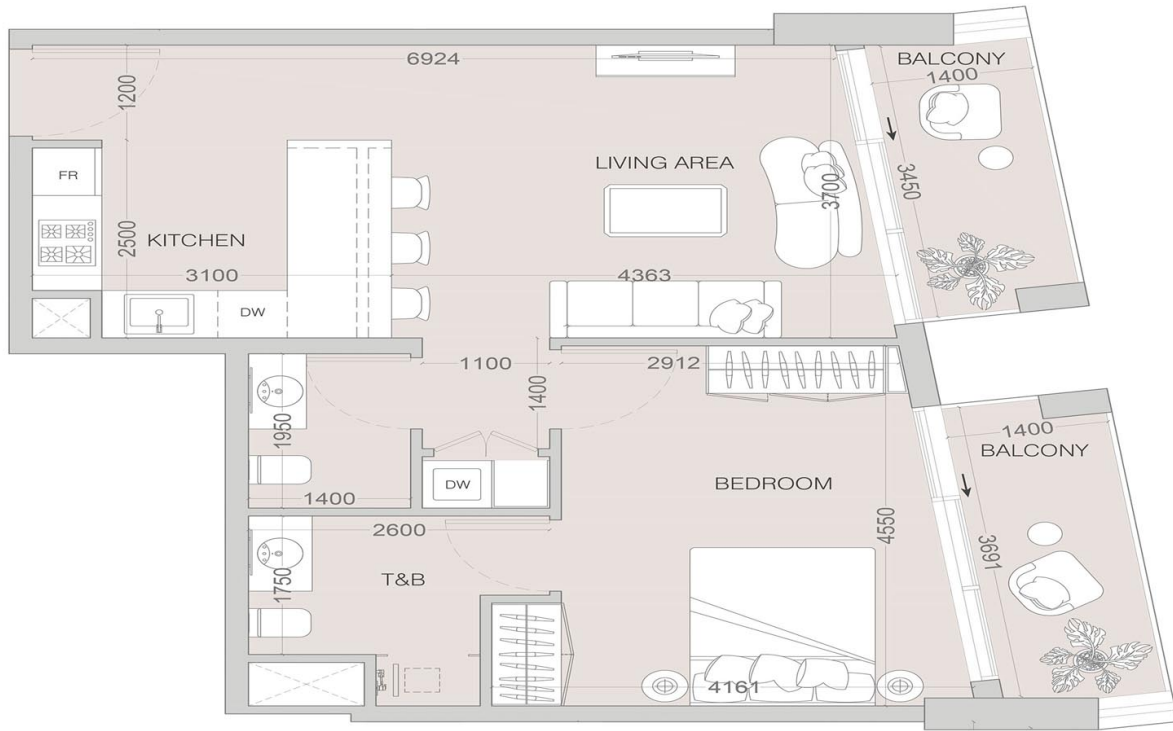 6924
BALCONY
1400
1200
LIVING AREA
FR
3700
3450
2500
KITCHEN
3100
4363
DW
1100
2912
1400
1950
1400
BALCONY
DW
BEDROOM
1400
2600
4550
3691
T&B
1750
4161